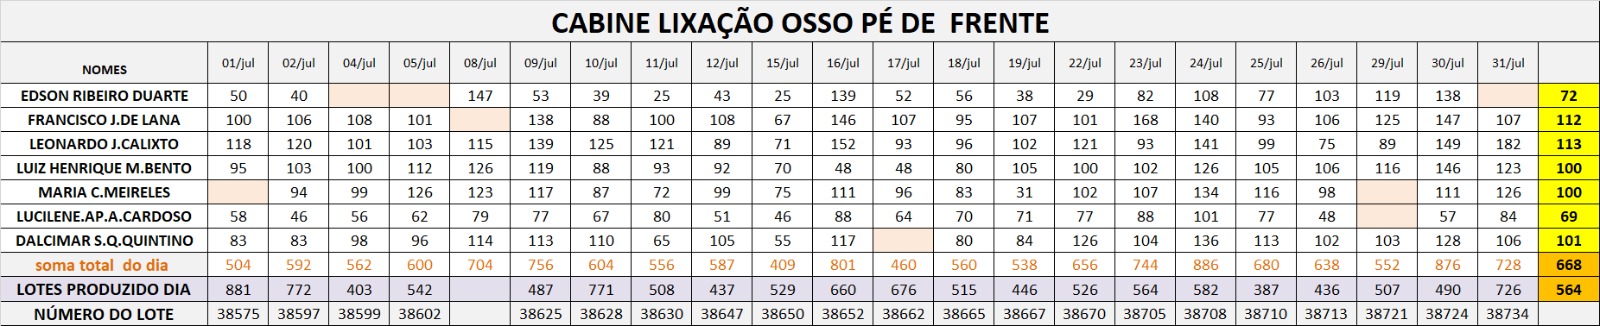 CABINE LIXAÇÃO OSSO PÉ DE FRENTE
NOMES 01/jul 02/jul 04/jul 05/jul 08/jul 09/jul 10/jul 11/jul 12/jul 15/jul 16/jul 17/jul 18/jul 19/jul 22/jul 23/jul 24/jul 25/jul 26/jul 29/jul 30/jul 31/jul
EDSON RIBEIRO DUARTE 50 40 147 53 39 25 43 25 139 52 56 38 29 82 108 77 103 119 138 72
FRANCISCO J.DE LANA 100 106 108 101 138 88 100 108 67 146 107 95 107 101 168 140 93 106 125 147 107 112
LEONARDO J.CALIXTO 118 120 101 103 115 139 125 121 89 71 152 93 96 102 121 93 141 99 75 89 149 182 113
LUIZ HENRIQUE M.BENTO 95 103 100 112 126 119 88 93 92 70 48 48 80 105 100 102 126 105 106 116 146 123 100
MARIA C.MEIRELES 94 99 126 123 117 87 72 99 75 111 96 83 31 102 107 134 116 98 111 126 100
LUCILENE.AP.A.CARDOSO 58 46 56 62 79 77 67 80 51 46 88 64 70 71 77 88 101 77 48 57 84 69
DALCIMAR S.Q.QUINTINO 83 83 98 96 114 113 110 65 105 55 117 80 84 126 104 136 113 102 103 128 106 101
soma total do dia 504 592 562 600 704 756 604 556 587 409 801 460 560 538 656 744 886 680 638 552 876 728 668
LOTES PRODUZIDO DIA 881 772 403 542 487 771 508 437 529 660 676 515 446 526 564 582 387 436 507 490 726 564
NÚMERO DO LOTE 38575 38597 38599 38602 38625 38628 38630 38647 38650 38652 38662 38665 38667 38670 38705 38708 38710 38713 38721 38724 38734